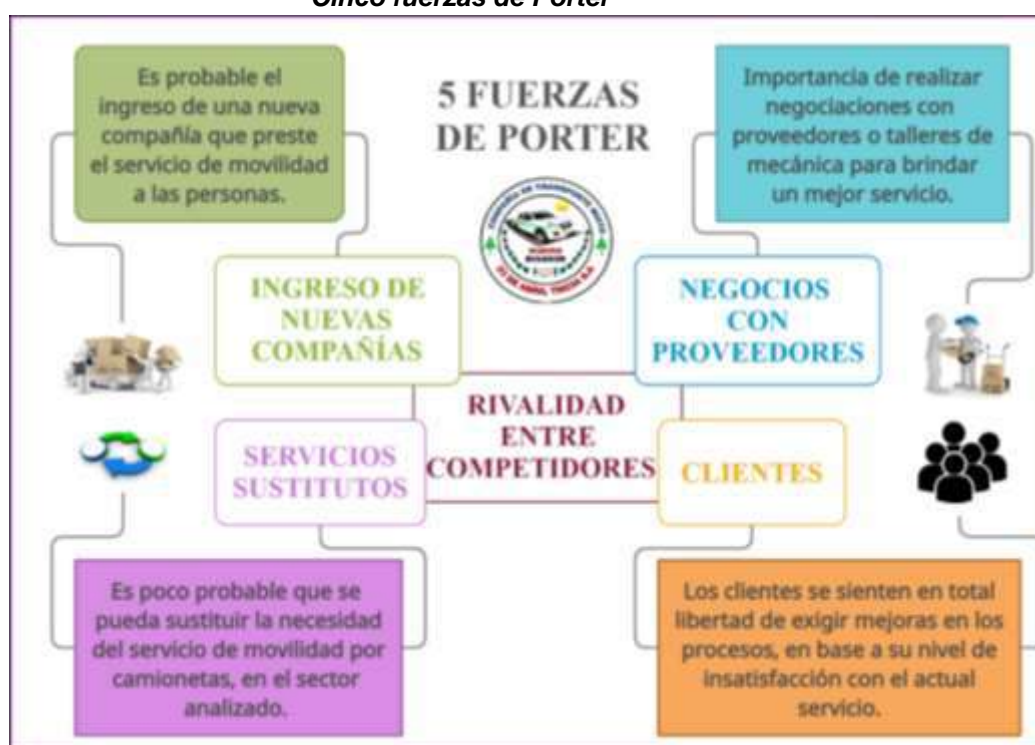 Cinco fuerzas de Porter
5 FUERZAS
DE PORTER
Es probable el
ingreso de una nueva
compañía que preste
el servicio de movilidad
a las personas.
Importancia de realizar
negociaciones con
proveedores o talleres de
mecánica para brindar
un mejor servicio.
INGRESO DE
NUEVAS
COMPAÑÍAS
NEGOCIOS
CON
PROVEEDORES
RIVALIDAD
ENTRE
COMPETIDORES
SERVICIOS
SUSTITUTOS
CLIENTES
Es poco probable que se
pueda sustituir la necesidad
del servicio de movilidad por
camionetas, en el sector
analizado.
Los clientes se sienten en total
libertad de exigir mejoras en los
procesos, en base a su nivel de
insatisfacción con el actual
servicio.